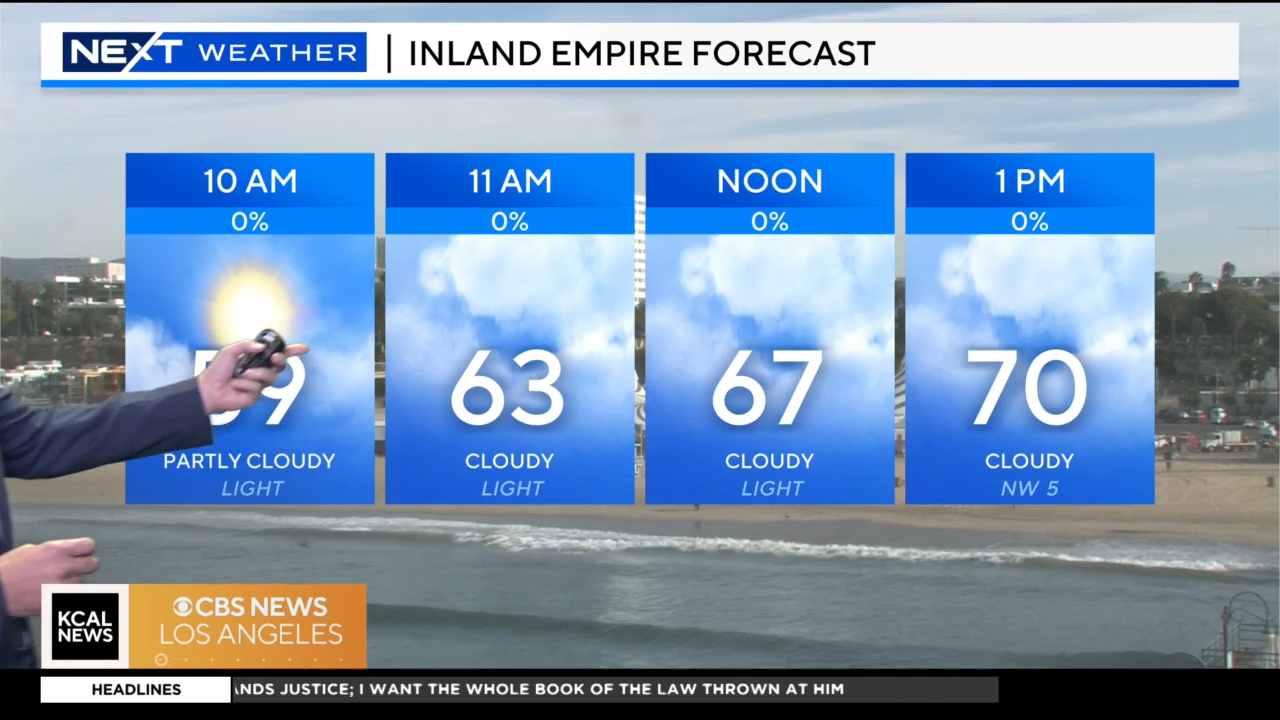 NEXT WEATHER | INLAND EMPIRE FORECAST
10 AM
0%
59
PARTLY CLOUDY
LIGHT
11 AM
0%
63
CLOUDY
LIGHT
NOON
0%
67
CLOUDY
LIGHT
1 PM
0%
70
CLOUDY
NW 5
KCAL
NEWS
CBS NEWS
LOS ANGELES
HEADLINES
JUSTICE; I WANT THE WHOLE BOOK OF THE LAW THROWN AT HIM